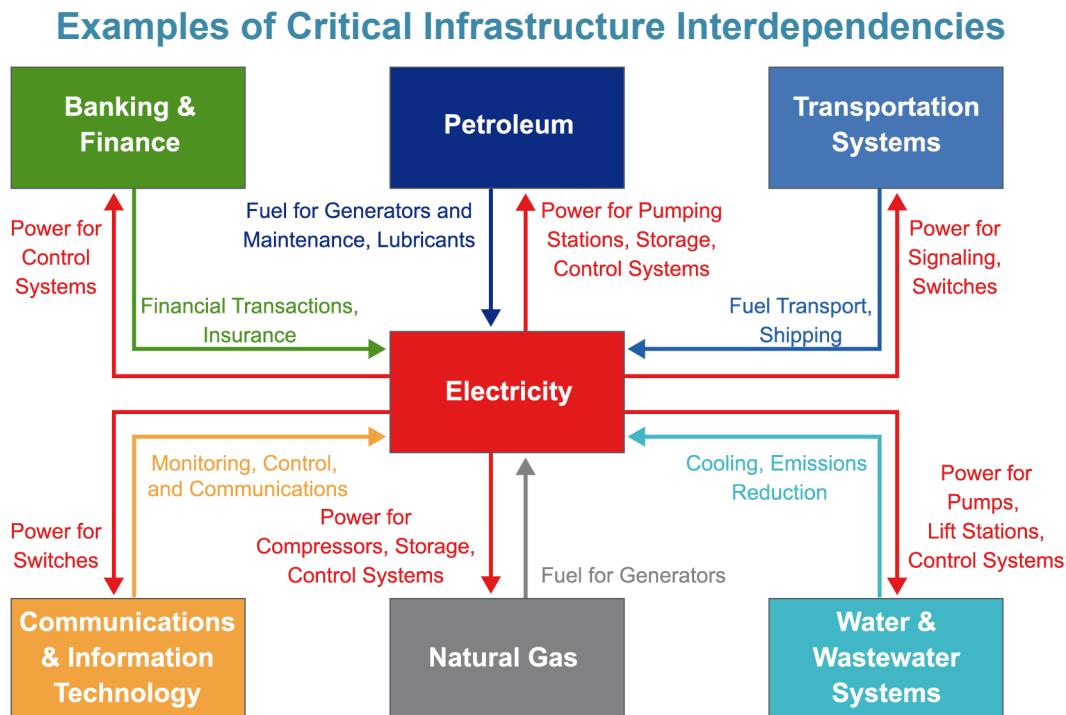 Examples of Critical Infrastructure Interdependencies
Banking &
Finance
Petroleum
Transportation
Systems
Power for
Control
Systems
Financial Transactions,
Insurance
Fuel for Generators and
Maintenance, Lubricants
Power for Pumping
Stations, Storage,
Control Systems
Fuel Transport,
Shipping
Power for
Signaling,
Switches
Electricity
Power for
Switches
Monitoring, Control,
and Communications
Power for
Compressors, Storage,
Control Systems
Fuel for Generators
Cooling, Emissions
Reduction
Power for
Pumps,
Lift Stations,
Control Systems
Communications
& Information
Technology
Natural Gas
Water &
Wastewater
Systems